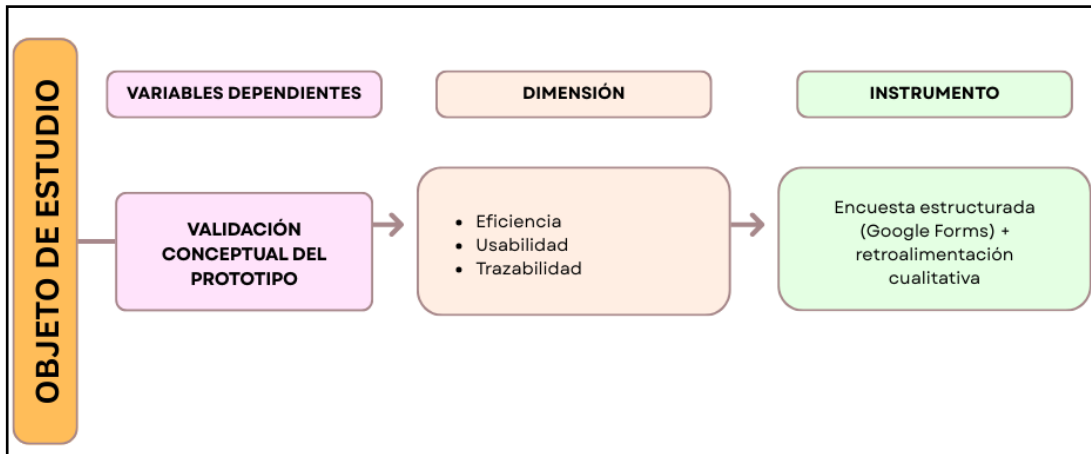 OBJETO DE ESTUDIO
VARIABLES DEPENDIENTES
DIMENSIÓN
INSTRUMENTO
VALIDACIÓN
CONCEPTUAL DEL
PROTOTIPO
• Eficiencia
• Usabilidad
• Trazabilidad
Encuesta estructurada
(Google Forms) +
retroalimentación
cualitativa